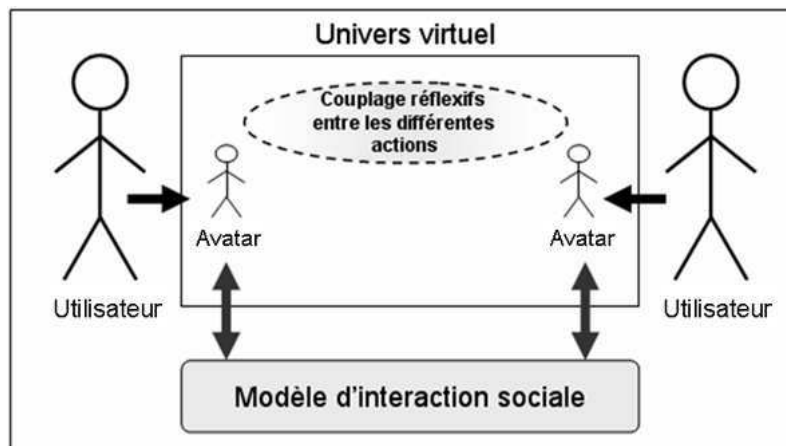 Univers virtuel
Couplage réflexifs
entre les différentes
actions
Avatar
Avatar
Utilisateur
Utilisateur
Modèle d'interaction sociale